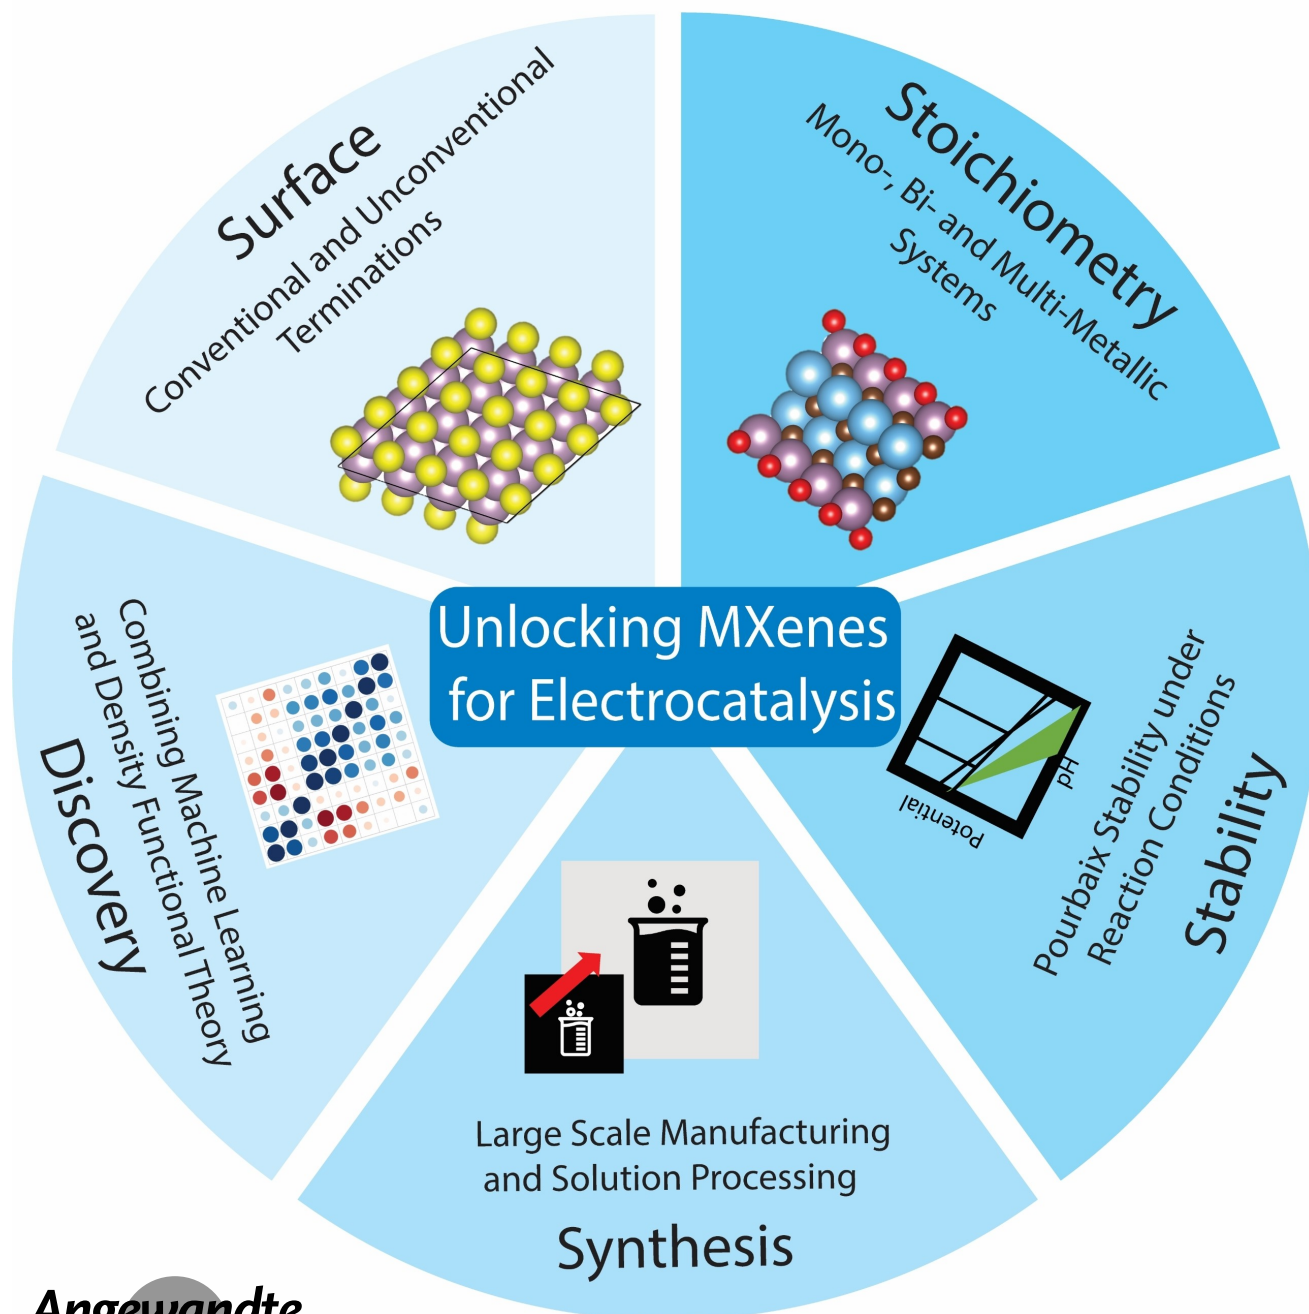 Surface
Conventional and Unconventional
Terminations
Stoichiometry
Mono-, Bi- and Multi-Metallic
Systems
Unlocking MXenes
for Electrocatalysis
Combining Machine Learning
and Density Functional Theory
Discovery
Potential
pH
Pourbaix Stability under
Reaction Conditions
Stability
Large Scale Manufacturing
and Solution Processing
Synthesis
Angewandte